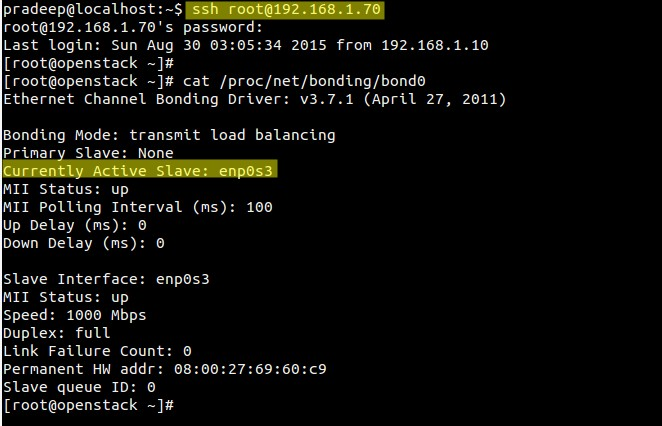 pradeep@localhost:~$ ssh root@192.168.1.70
root@192.168.1.70's password:
Last login: Sun Aug 30 03:05:34 2015 from 192.168.1.10
[root@openstack ~]#
[root@openstack ~]# cat /proc/net/bonding/bond0
Ethernet Channel Bonding Driver: v3.7.1 (April 27, 2011)
Bonding Mode: transmit load balancing
Primary Slave: None
Currently Active Slave: enp0s3
MII Status: up
MII Polling Interval (ms): 100
Up Delay (ms): 0
Down Delay (ms): 0
Slave Interface: enp0s3
MII Status: up
Speed: 1000 Mbps
Duplex: full
Link Failure Count: 0
Permanent HW addr: 08:00:27:69:60:c9
Slave queue ID: 0
[root@openstack ~]#